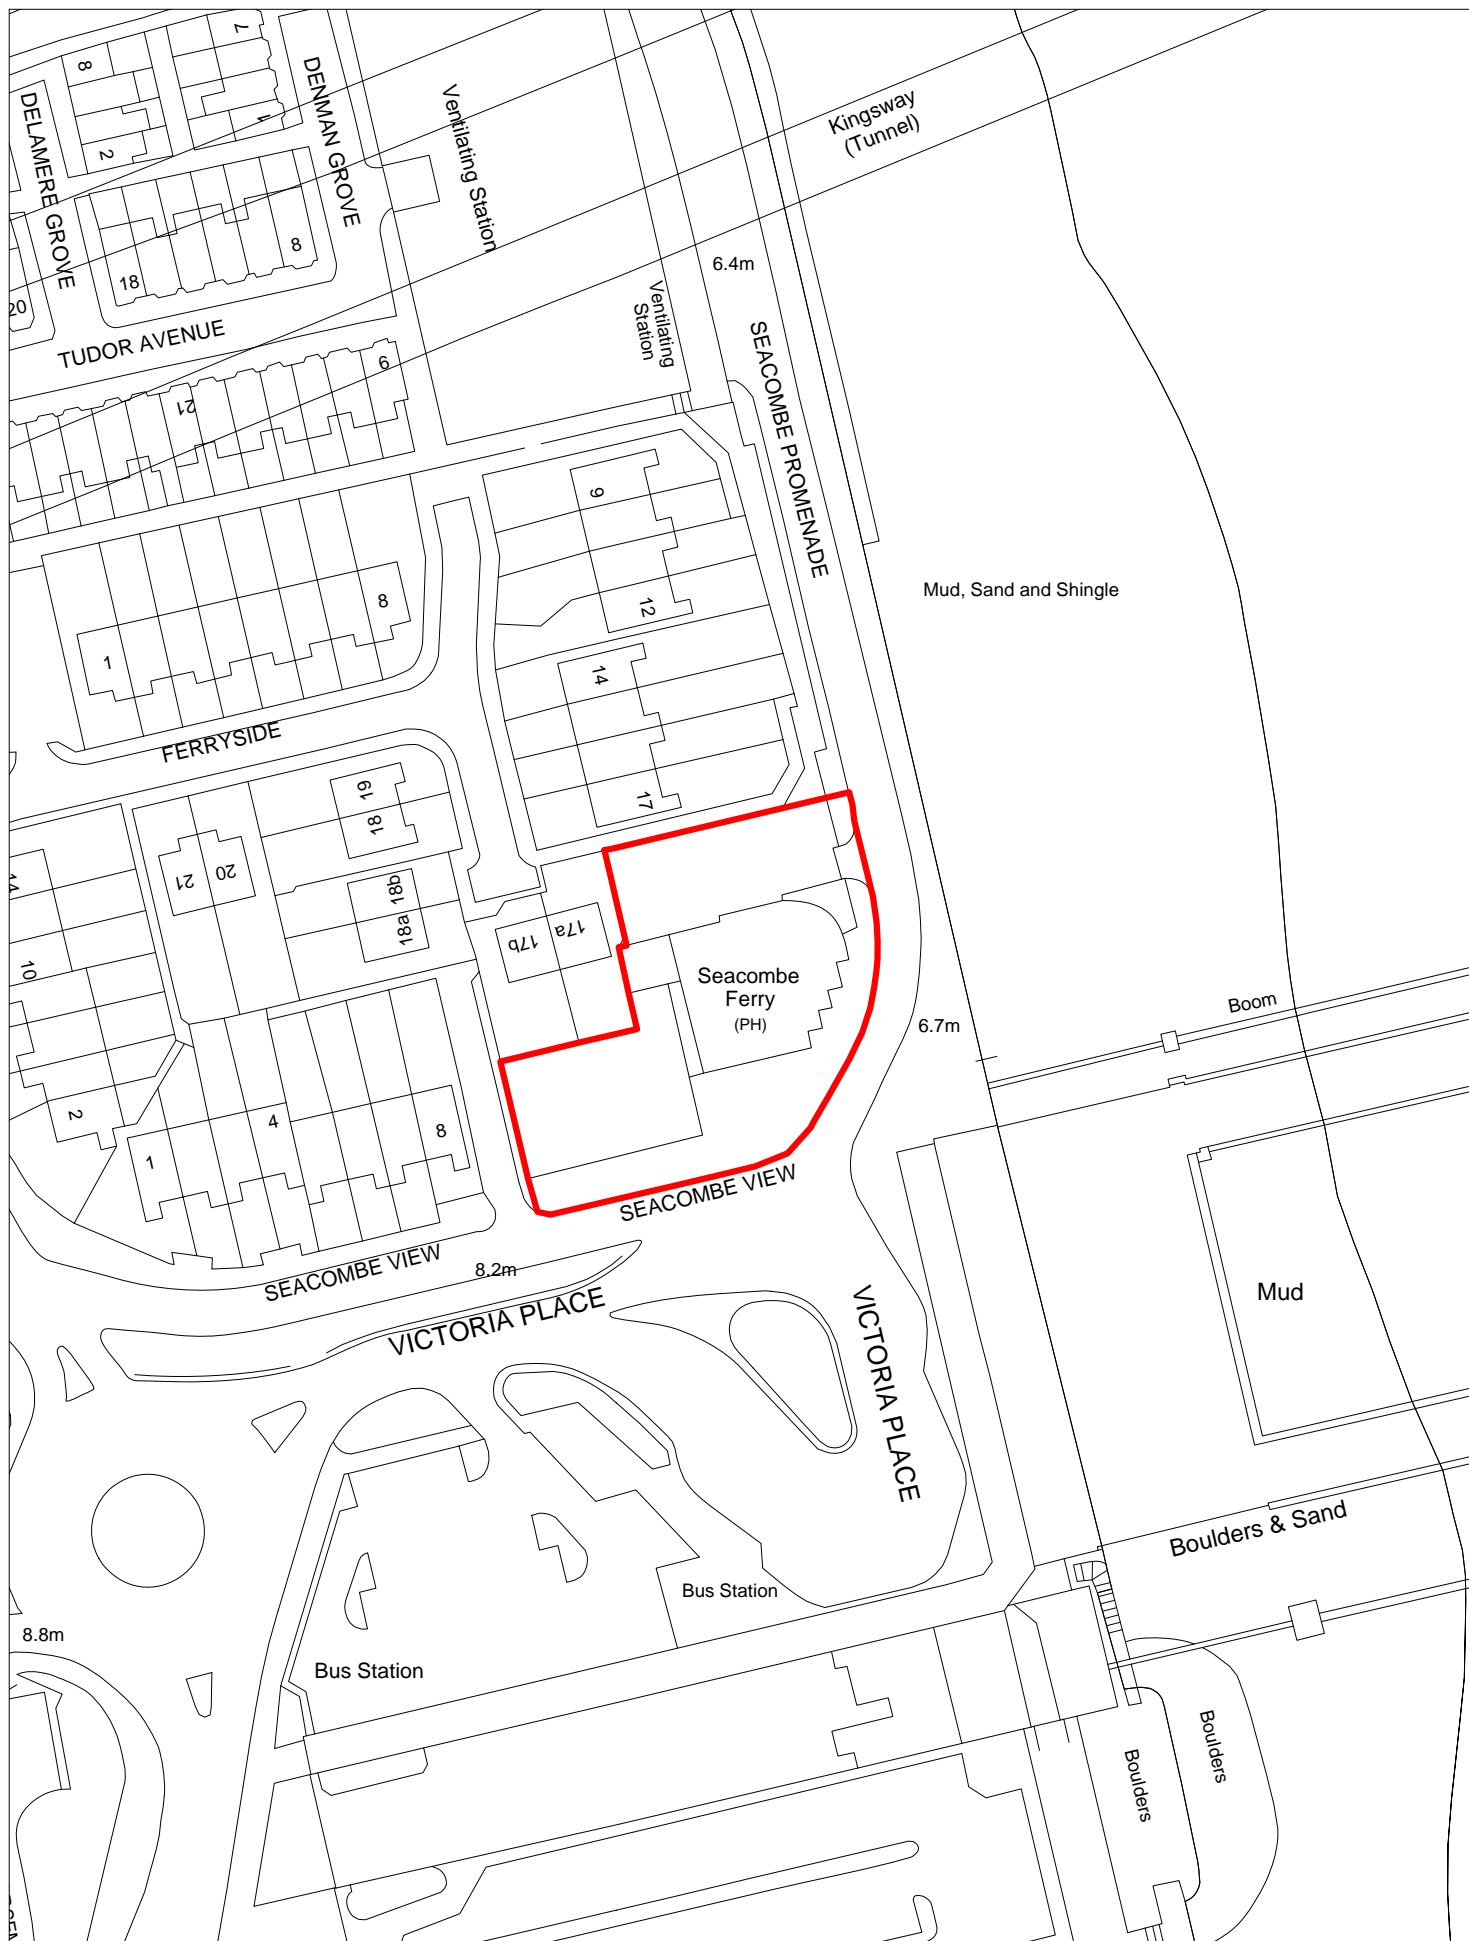 7
8
DENMAN GROVE
DELAMERE GROVE
Ventilating Station
Kingsway
(Tunnel)
1
2
8
18
20
6.4m
Ventilating
Station
TUDOR AVENUE
SEACOMBE PROMENADE
6
21
9
Mud, Sand and Shingle
8
12
1
14
FERRYSIDE
19
17
18
20
21
14
18b
18a
17a
17b
10
Seacombe
Ferry
(PH)
Boom
6.7m
2
4
8
1
SEACOMBE VIEW
SEACOMBE VIEW
8.2m
Mud
VICTORIA PLACE
VICTORIA PLACE
Boulders & Sand
Bus Station
8.8m
Bus Station
Boulders
Boulders